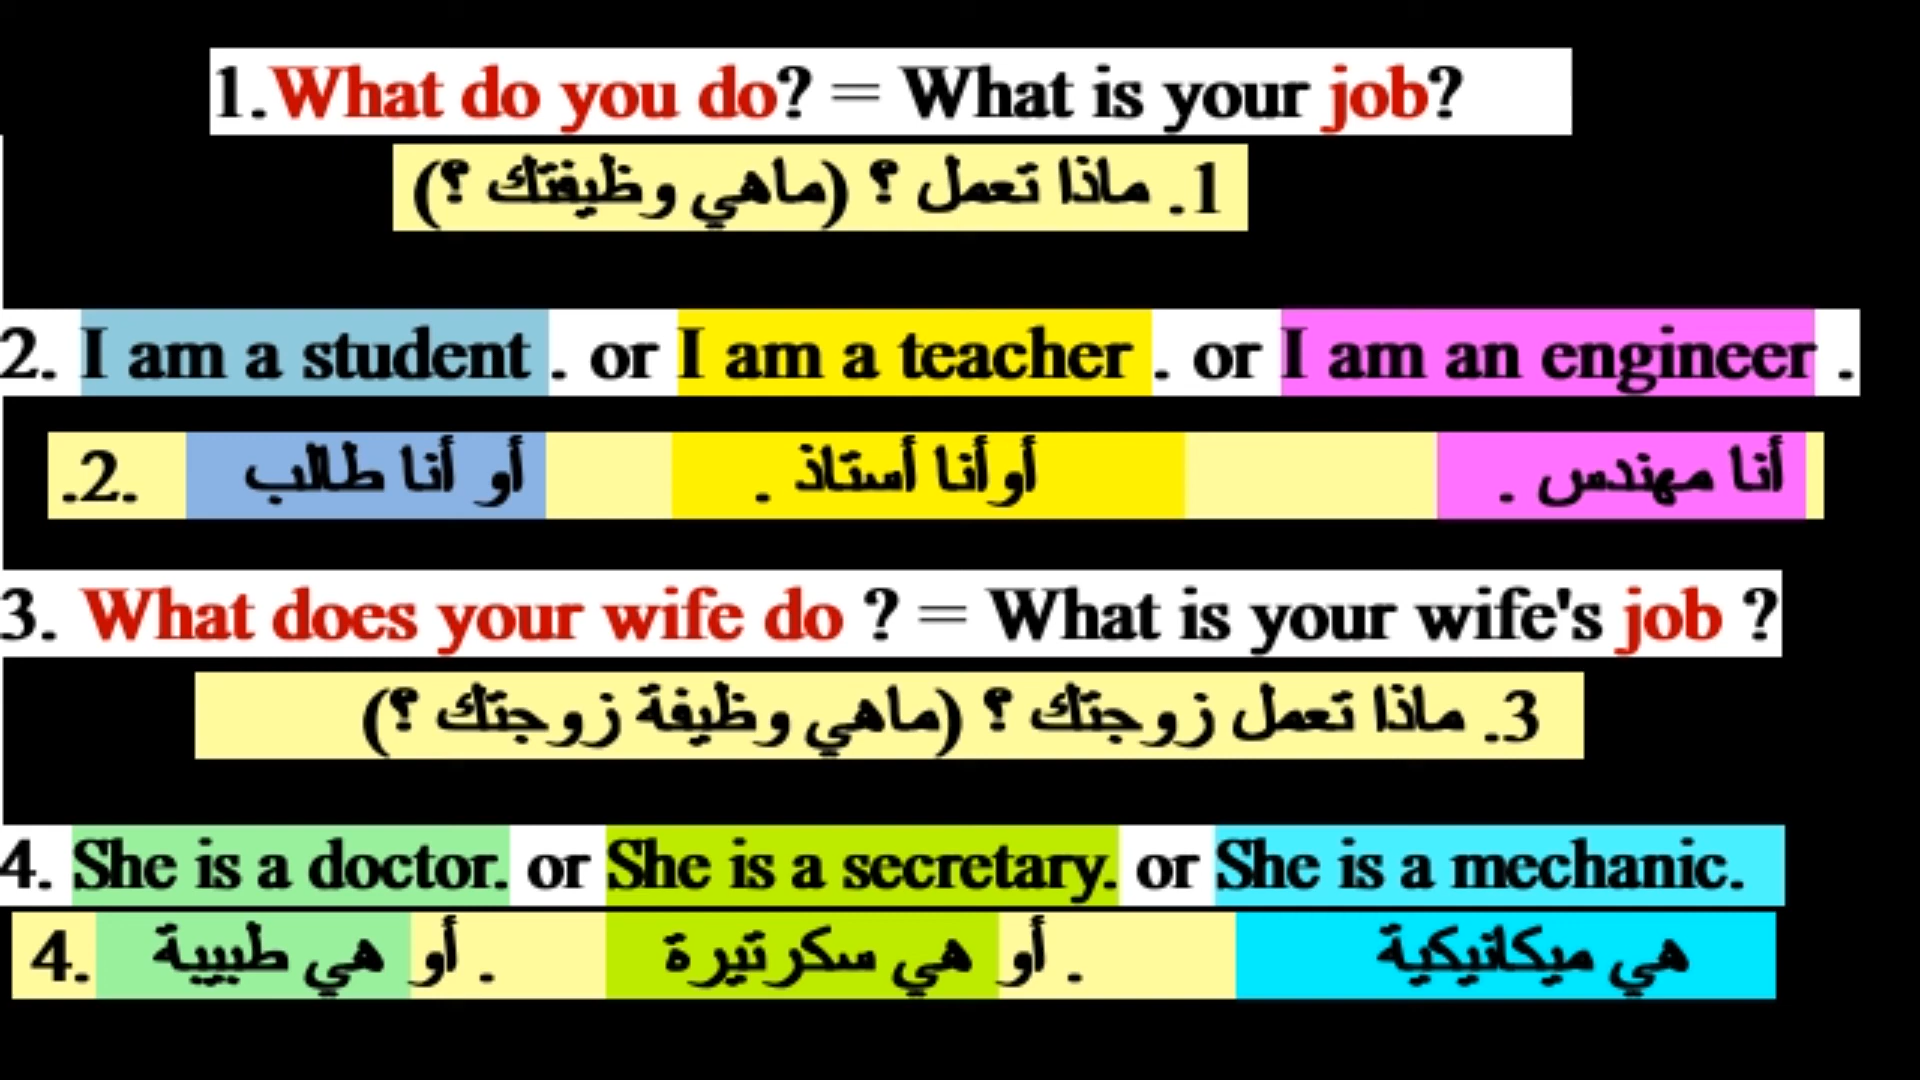 1.What do you do? = What is your job?
1. ماذا تعمل ؟ (ماهي وظيفتك ؟)
2. I am a student . or I am a teacher . or I am an engineer .
.2. أو أنا طالب أوأنا أستاذ . أنا مهندس .
3. What does your wife do ? = What is your wife's job ?
3. ماذا تعمل زوجتك ؟ (ماهي وظيفة زوجتك ؟)
4. She is a doctor. or She is a secretary. or She is a mechanic.
4. هي طبيبة أو . هي سكرتيرة أو . هي ميكانيكية